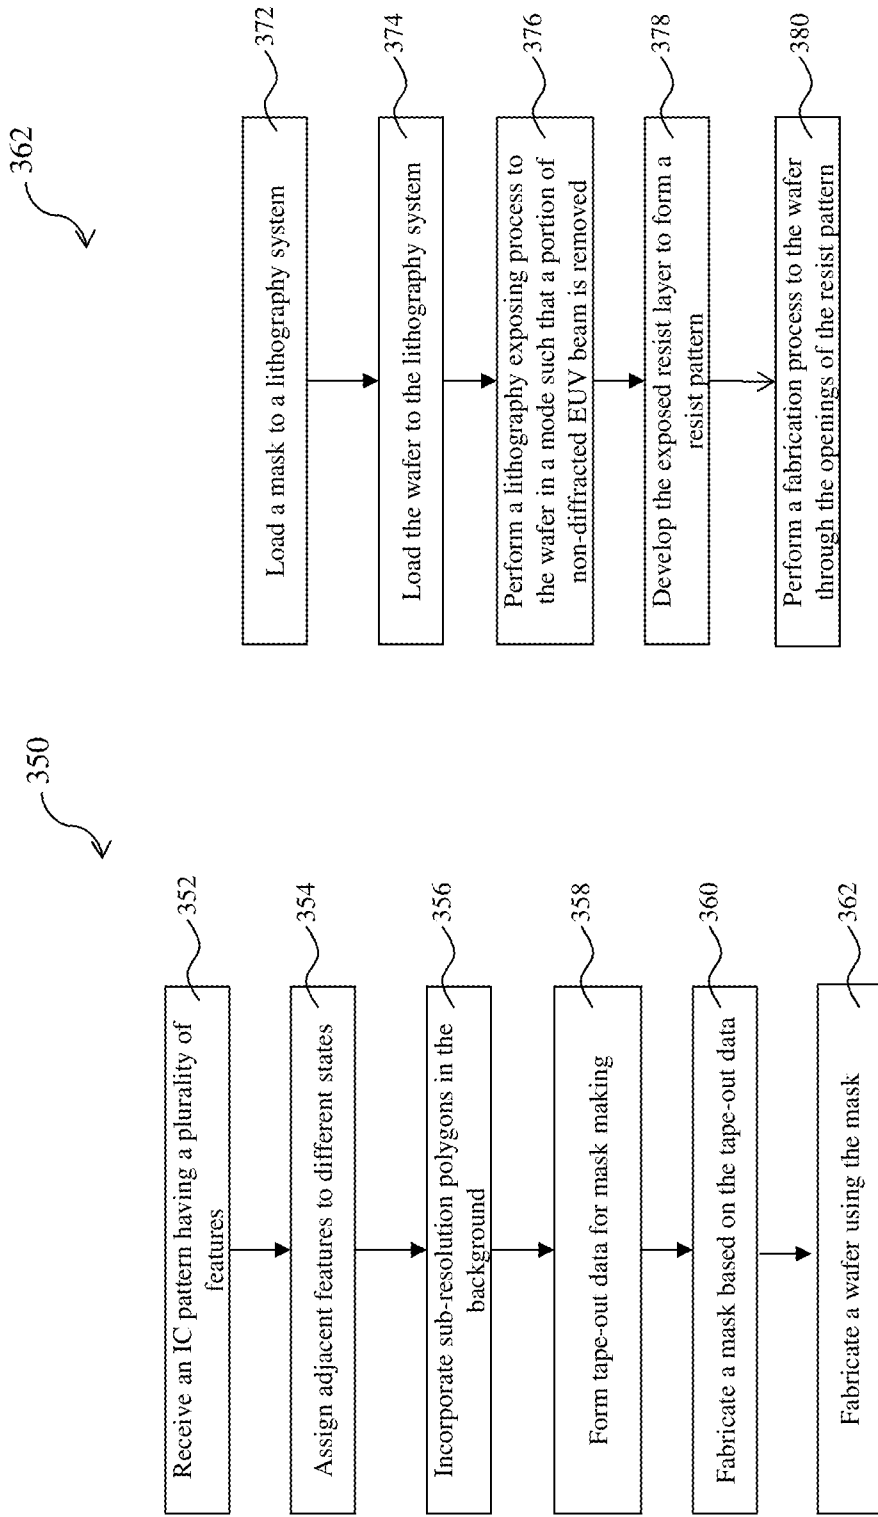 350
Receive an IC pattern having a plurality of
features
352
Assign adjacent features to different states
354
Incorporate sub-resolution polygons in the
background
356
Form tape-out data for mask making
358
Fabricate a mask based on the tape-out data
360
Fabricate a wafer using the mask
362
362
Load a mask to a lithography system
372
Load the wafer to the lithography system
374
Perform a lithography exposing process to
the wafer in a mode such that a portion of
non-diffracted EUV beam is removed
376
Develop the exposed resist layer to form a
resist pattern
378
Perform a fabrication process to the wafer
through the openings of the resist pattern
380